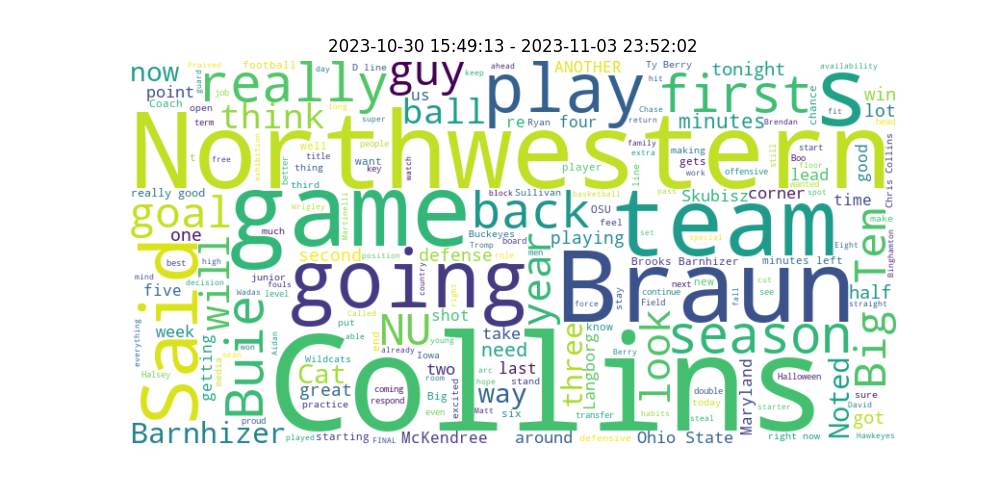 2023-10-30 15:49:13 - 2023-11-03 23:52:02
now
Praised
football
day
D line
guy
keep
ahead
ANOTHER
Ty Berry
tonight
availability
point
guard
job
really
long
us
play
hit
first
s
win
Coach
open
think
super
ball
re
Ryan
four
Chase
return
minutes
Brendan
chance
fit
lot
head
term
Northwestern
t
free
exhibition
well
title
thing
third
better
people
want
key
watch
player
family
extra
line
making
gets
work
offensive
still
start
Boo
floor
lead
wanted
good
Chris Collins
really good
goal
one
much
Wrigley
game
Martinelli
block
Sullivan
basketball
back
OSU
feel
Buckeyes
Tromp
board
men
playing
pass
set
special
team
Skubisz
corner
spot
time
make
Eight
Binghamton
Said
will
best
high
mind
decision
five
second
position
defense
role
year
Brooks Barnhizer
minutes left
junior
fouls
level
going
country
right
Braun
force
stay
continue
Field
next
new
cut
see
fall
half
straight
Big Ten
everything
week
Wadas
won
mean
media
getting
Halsey
Buie
proud
Aidan
Called
put
able
end
NU
already
young
shot
Iowa
take
need
three
Langborg
know
Berry
look
season
Wildcats
Cat
great
practice
coming
respond
room
two
Big
even
excited
arc
hope
last
stand
way
Matt
six
transfer
habits
double
today
steal
Halloween
starter
Maryland
Noted
sure
got
David
Hawkeyes
Collins
Barnhizer
played
starting
FINAL
McKendree
around
defensive
Ohio State
right now